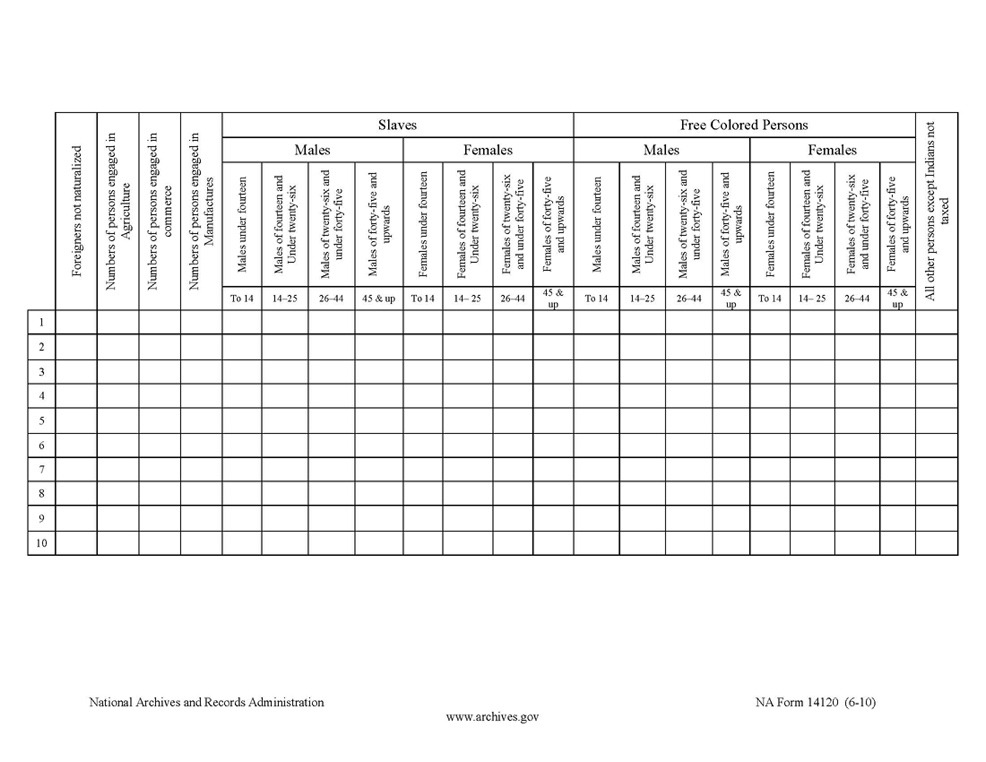 Foreigners not naturalized
Numbers of persons engaged in
Agriculture
Numbers of persons engaged in
commerce
Numbers of persons engaged in
Manufactures
Slaves
Free Colored Persons
All other persons except Indians not
taxed
Males
Females
Males
Females
Males under fourteen
Males of fourteen and
Under twenty-six
Males of twenty-six and
under forty-five
Males of forty-five and
upwards
Females under fourteen
Females of fourteen and
Under twenty-six
Females of twenty-six
and under forty-five
Females of forty-five
and upwards
Males under fourteen
Males of fourteen and
Under twenty-six
Males of twenty-six and
under forty-five
Males of forty-five and
upwards
Females under fourteen
Females of fourteen and
Under twenty-six
Females of twenty-six
and under forty-five
Females of forty-five
and upwards
To 14
14–25
26–44
45 & up
To 14
14– 25
26–44
45 &
up
To 14
14–25
26–44
45 &
up
To 14
14– 25
26–44
45 &
up
1
2
3
4
5
6
7
8
9
10
National Archives and Records Administration
NA Form 14120 (6-10)
www.archives.gov